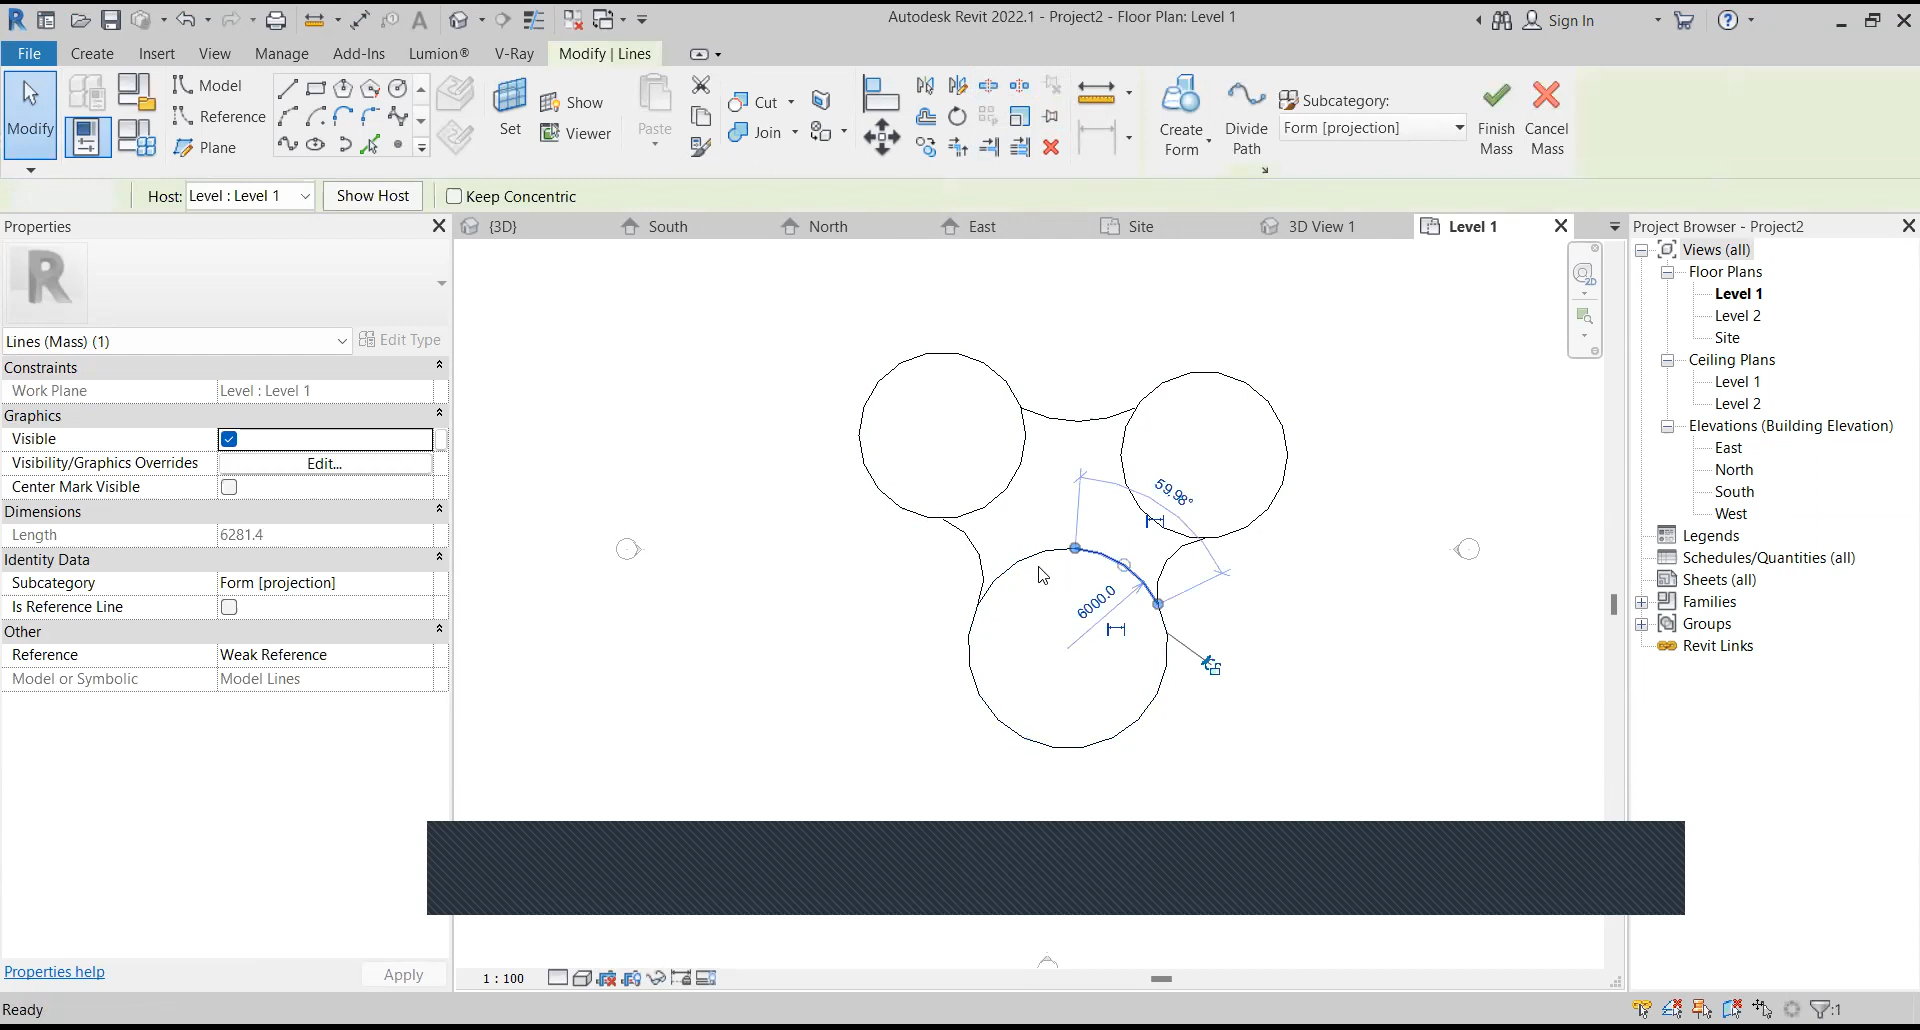 Autodesk Revit 2022.1 - Project2 - Floor Plan: Level 1
Sign In
File Create Insert View Manage Add-Ins Lumion® V-Ray Modify | Lines
Modify
Model
Reference
Plane
Set
Show
Viewer
Paste
Cut
Join
Create Form
Divide Path
Subcategory:
Form [projection]
Finish Mass
Cancel Mass
Host: Level : Level 1 Show Host Keep Concentric
Properties
R
Lines (Mass) (1) Edit Type
Constraints
Work Plane Level : Level 1
Graphics
Visible
Visibility/Graphics Overrides Edit...
Center Mark Visible
Dimensions
Length 6281.4
Identity Data
Subcategory Form [projection]
Is Reference Line
Other
Reference Weak Reference
Model or Symbolic Model Lines
Properties help Apply
{3D} South North East Site 3D View 1 Level 1
2D
59.98°
6000.0
1 : 100
Project Browser - Project2
Views (all)
Floor Plans
Level 1
Level 2
Site
Ceiling Plans
Level 1
Level 2
Elevations (Building Elevation)
East
North
South
West
Legends
Schedules/Quantities (all)
Sheets (all)
Families
Groups
Revit Links
Ready
:1